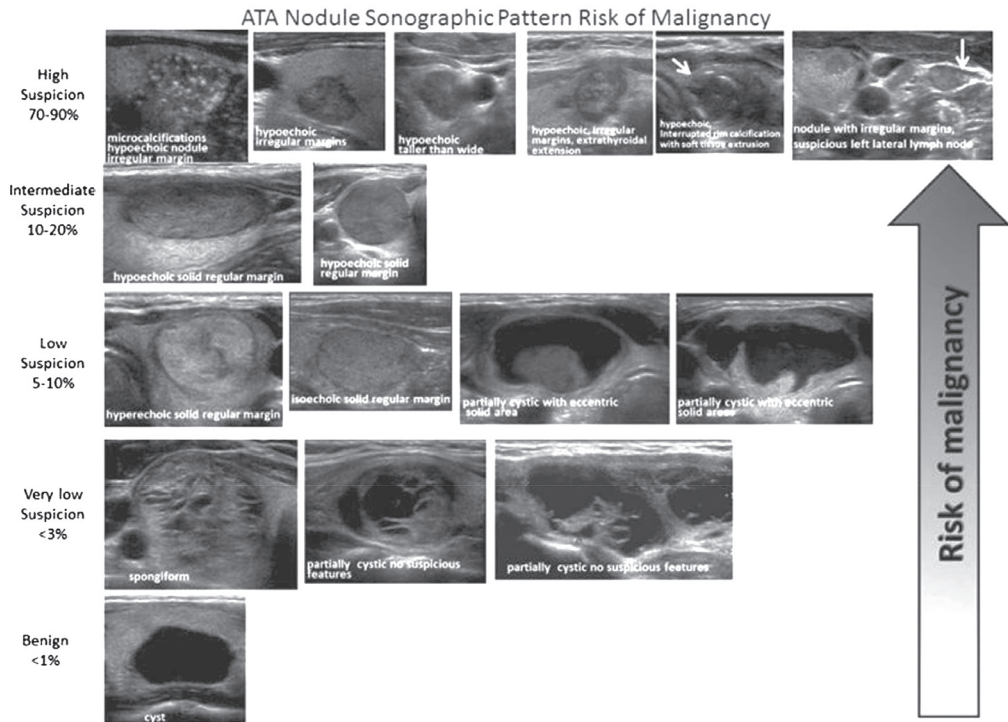 ATA Nodule Sonographic Pattern Risk of Malignancy
High
Suspicion
70-90%
microcalcifications
hypoechoic nodule
irregular margin
hypoechoic
irregular margins
hypoechoic
taller than wide
hypoechoic, irregular
margins, extrathyroidal
extension
hypoechoic,
Interrupted rim calcification
with soft tissue extrusion
nodule with irregular margins,
suspicious left lateral lymph node
Intermediate
Suspicion
10-20%
hypoechoic solid regular margin
hypoechoic solid
regular margin
Low
Suspicion
5-10%
hyperechoic solid regular margin
isoechoic solid regular margin
partially cystic with eccentric
solid area
partially cystic with eccentric
solid areas
Very low
Suspicion
<3%
spongiform
partially cystic no suspicious
features
partially cystic no suspicious features
Benign
<1%
cyst
Risk of malignancy